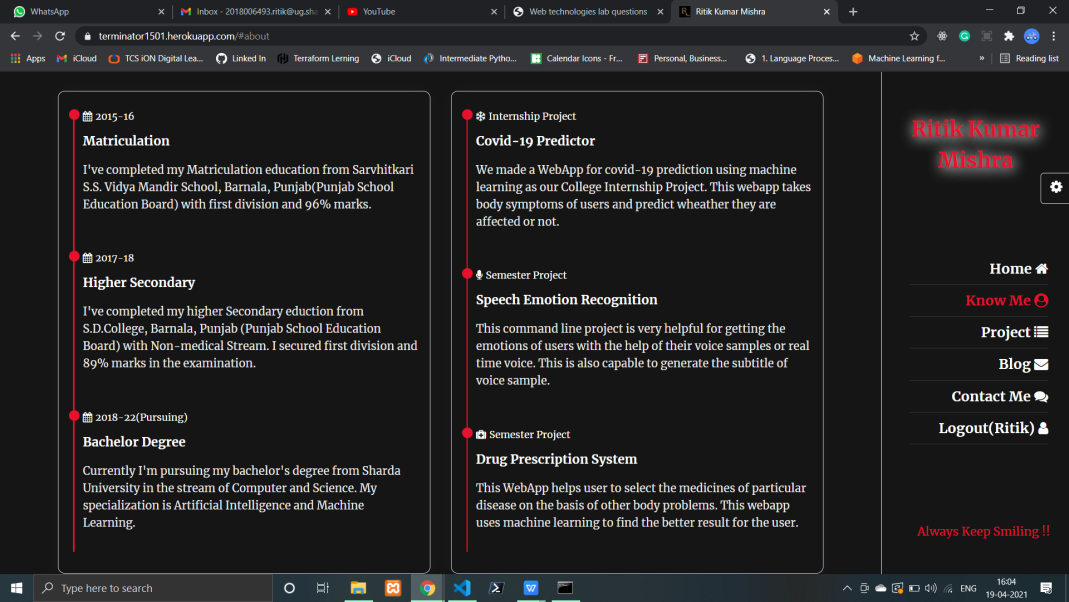 WhatsApp
Inbox - 2018006493.ritik@ug.sha
YouTube
Web technologies lab questions
Ritik Kumar Mishra
terminator1501.herokuapp.com/#about
Apps
iCloud
TCS iON Digital Lea...
Linked In
Terraform Lerning
iCloud
Intermediate Pytho...
Calendar Icons - Fr...
Personal, Business...
1. Language Proces...
Machine Learning f...
»
Reading list
2015-16
Matriculation
I've completed my Matriculation education from Sarvhitkari
S.S. Vidya Mandir School, Barnala, Punjab(Punjab School
Education Board) with first division and 96% marks.
2017-18
Higher Secondary
I've completed my higher Secondary eduction from
S.D.College, Barnala, Punjab (Punjab School Education
Board) with Non-medical Stream. I secured first division and
89% marks in the examination.
2018-22(Pursuing)
Bachelor Degree
Currently I'm pursuing my bachelor's degree from Sharda
University in the stream of Computer and Science. My
specialization is Artificial Intelligence and Machine
Learning.
Internship Project
Covid-19 Predictor
We made a WebApp for covid-19 prediction using machine
learning as our College Internship Project. This webapp takes
body symptoms of users and predict wheather they are
affected or not.
Semester Project
Speech Emotion Recognition
This command line project is very helpful for getting the
emotions of users with the help of their voice samples or real
time voice. This is also capable to generate the subtitle of
voice sample.
Semester Project
Drug Prescription System
This WebApp helps user to select the medicines of particular
disease on the basis of other body problems. This webapp
uses machine learning to find the better result for the user.
Ritik Kumar
Mishra
Home
Know Me
Project
Blog
Contact Me
Logout(Ritik)
Always Keep Smiling !!
Type here to search
ENG
16:04
19-04-2021